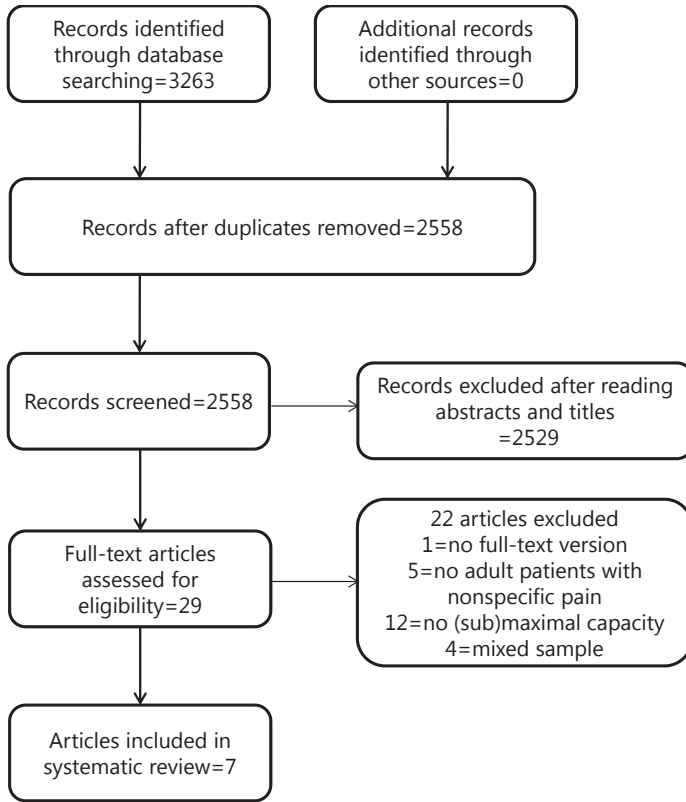 Records identified
through database
searching=3263
Additional records
identified through
other sources=0
Records after duplicates removed=2558
Records screened=2558
Records excluded after reading
abstracts and titles
=2529
Full-text articles
assessed for
eligibility=29
22 articles excluded
1=no full-text version
5=no adult patients with
nonspecific pain
12=no (sub)maximal capacity
4=mixed sample
Articles included in
systematic review=7